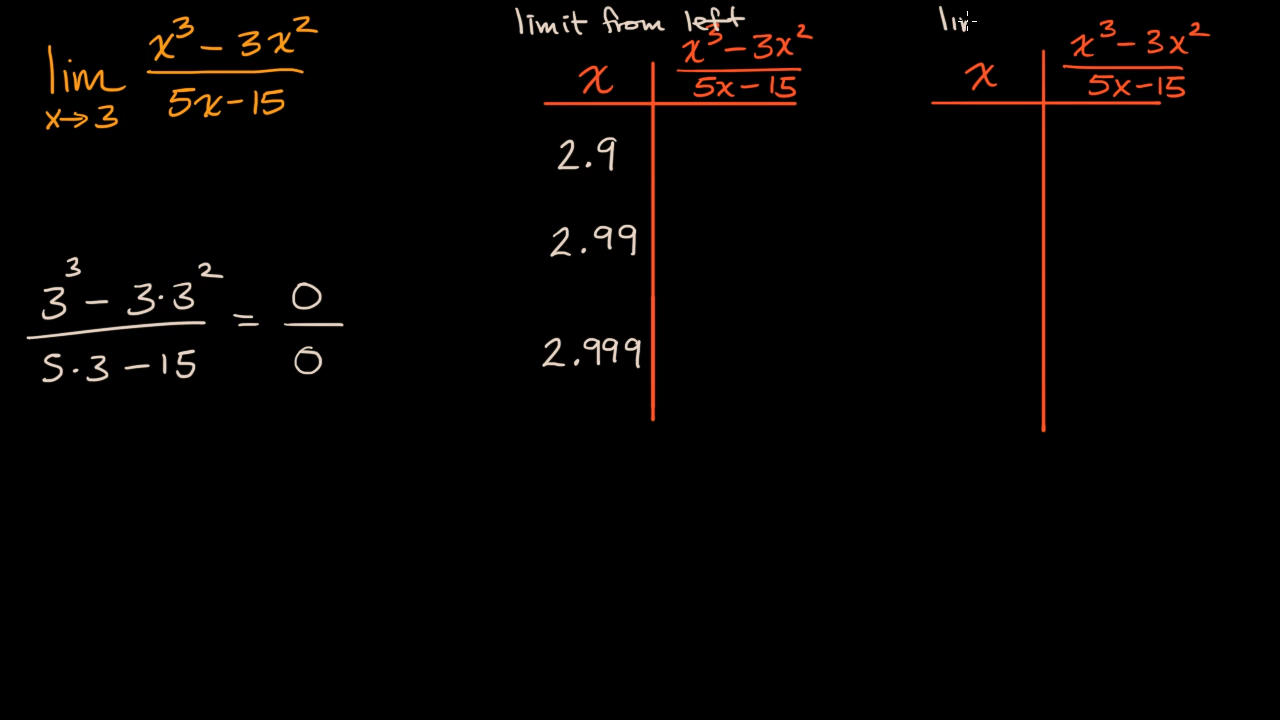 lim x→3 (x³ − 3x²)/(5x − 15)
(3³ − 3·3²)/(5·3 − 15) = 0/0
limit from left
x | (x³ − 3x²)/(5x − 15)
2.9
2.99
2.999
x | (x³ − 3x²)/(5x − 15)